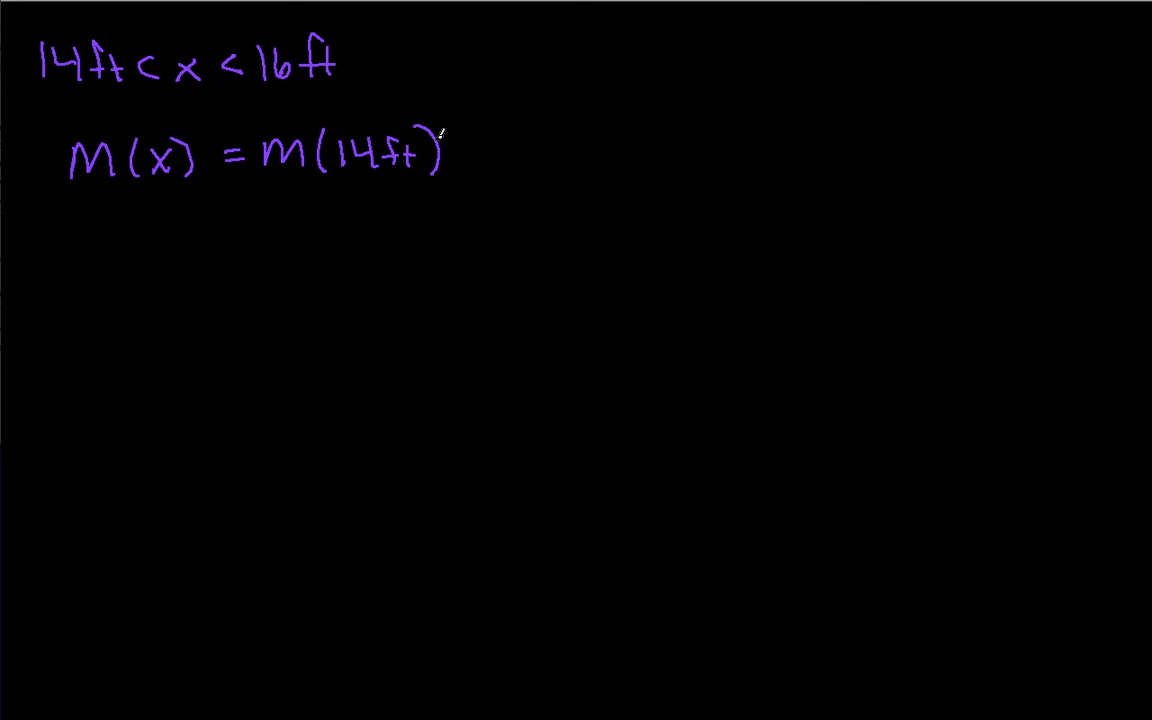 14ft < x < 16ft
M(x) = M(14ft)